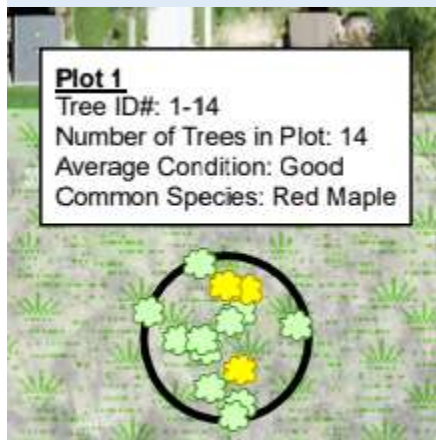 Plot 1
Tree ID#: 1-14
Number of Trees in Plot: 14
Average Condition: Good
Common Species: Red Maple